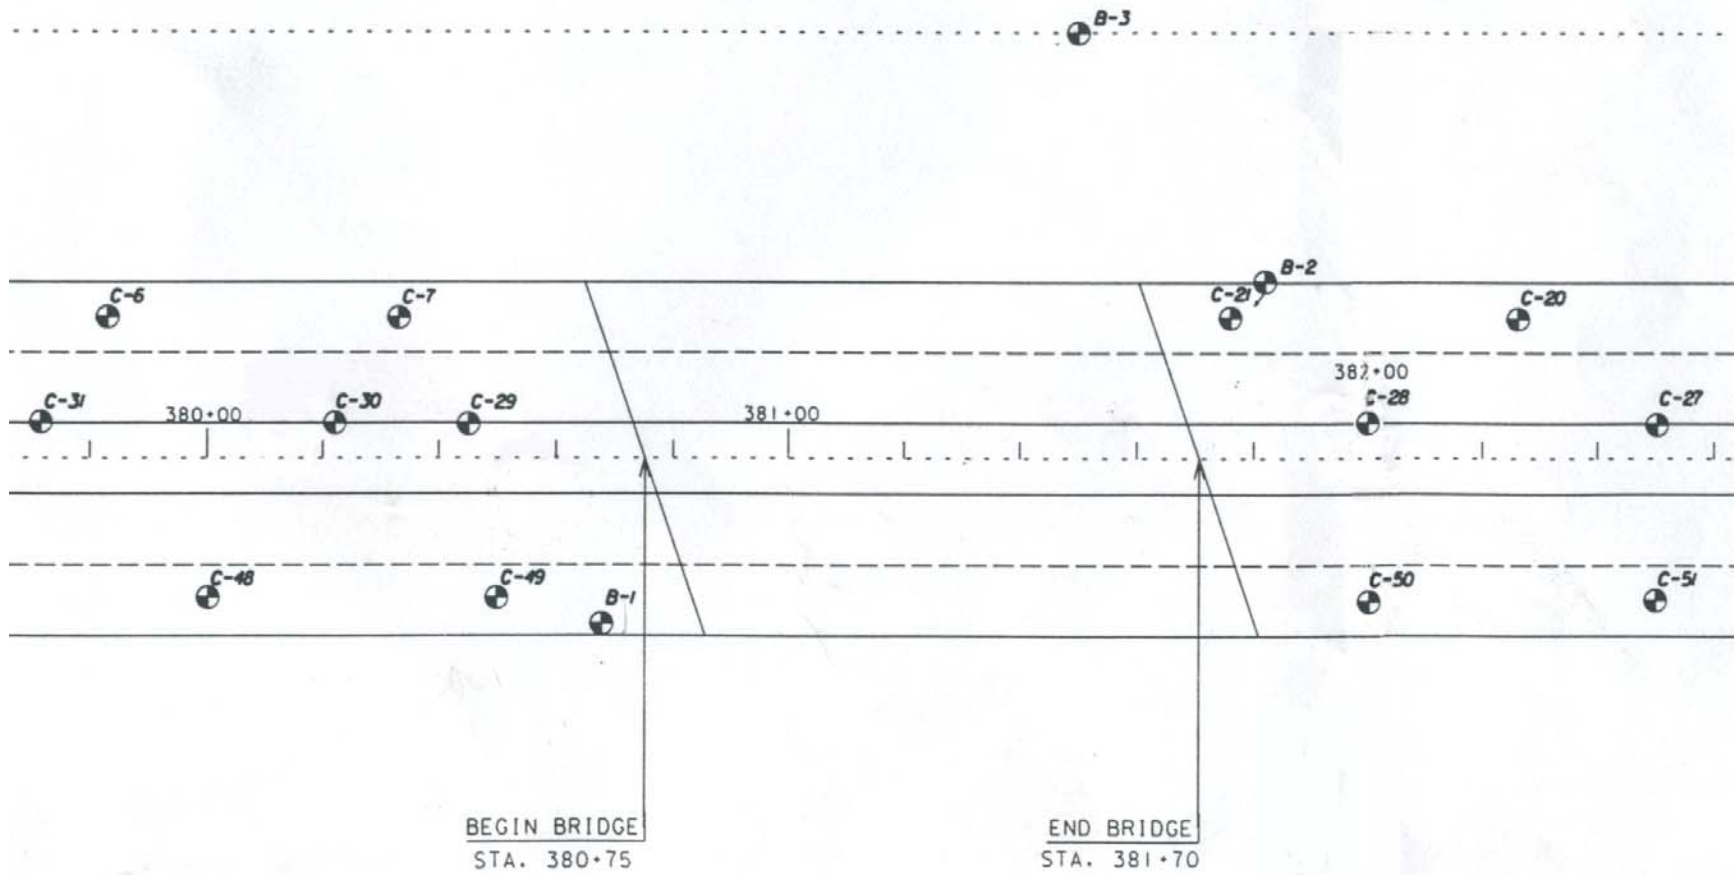 B-3
B-2
C-6
C-7
C-21
C-20
382+00
C-31
380+00
C-30
C-29
381+00
C-28
C-27
C-48
C-49
B-1
C-50
C-51
BEGIN BRIDGE
STA. 380+75
END BRIDGE
STA. 381+70